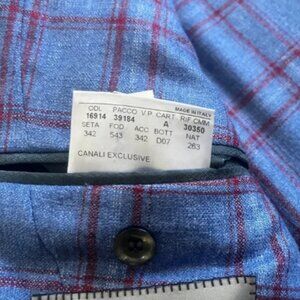 MADE IN ITALY
COL PACCO V.P CART RIF.CMM
16914 39184 A 30350
SETA FOD ACC BOTT NAT
342 543 342 D07 263
CANALI EXCLUSIVE